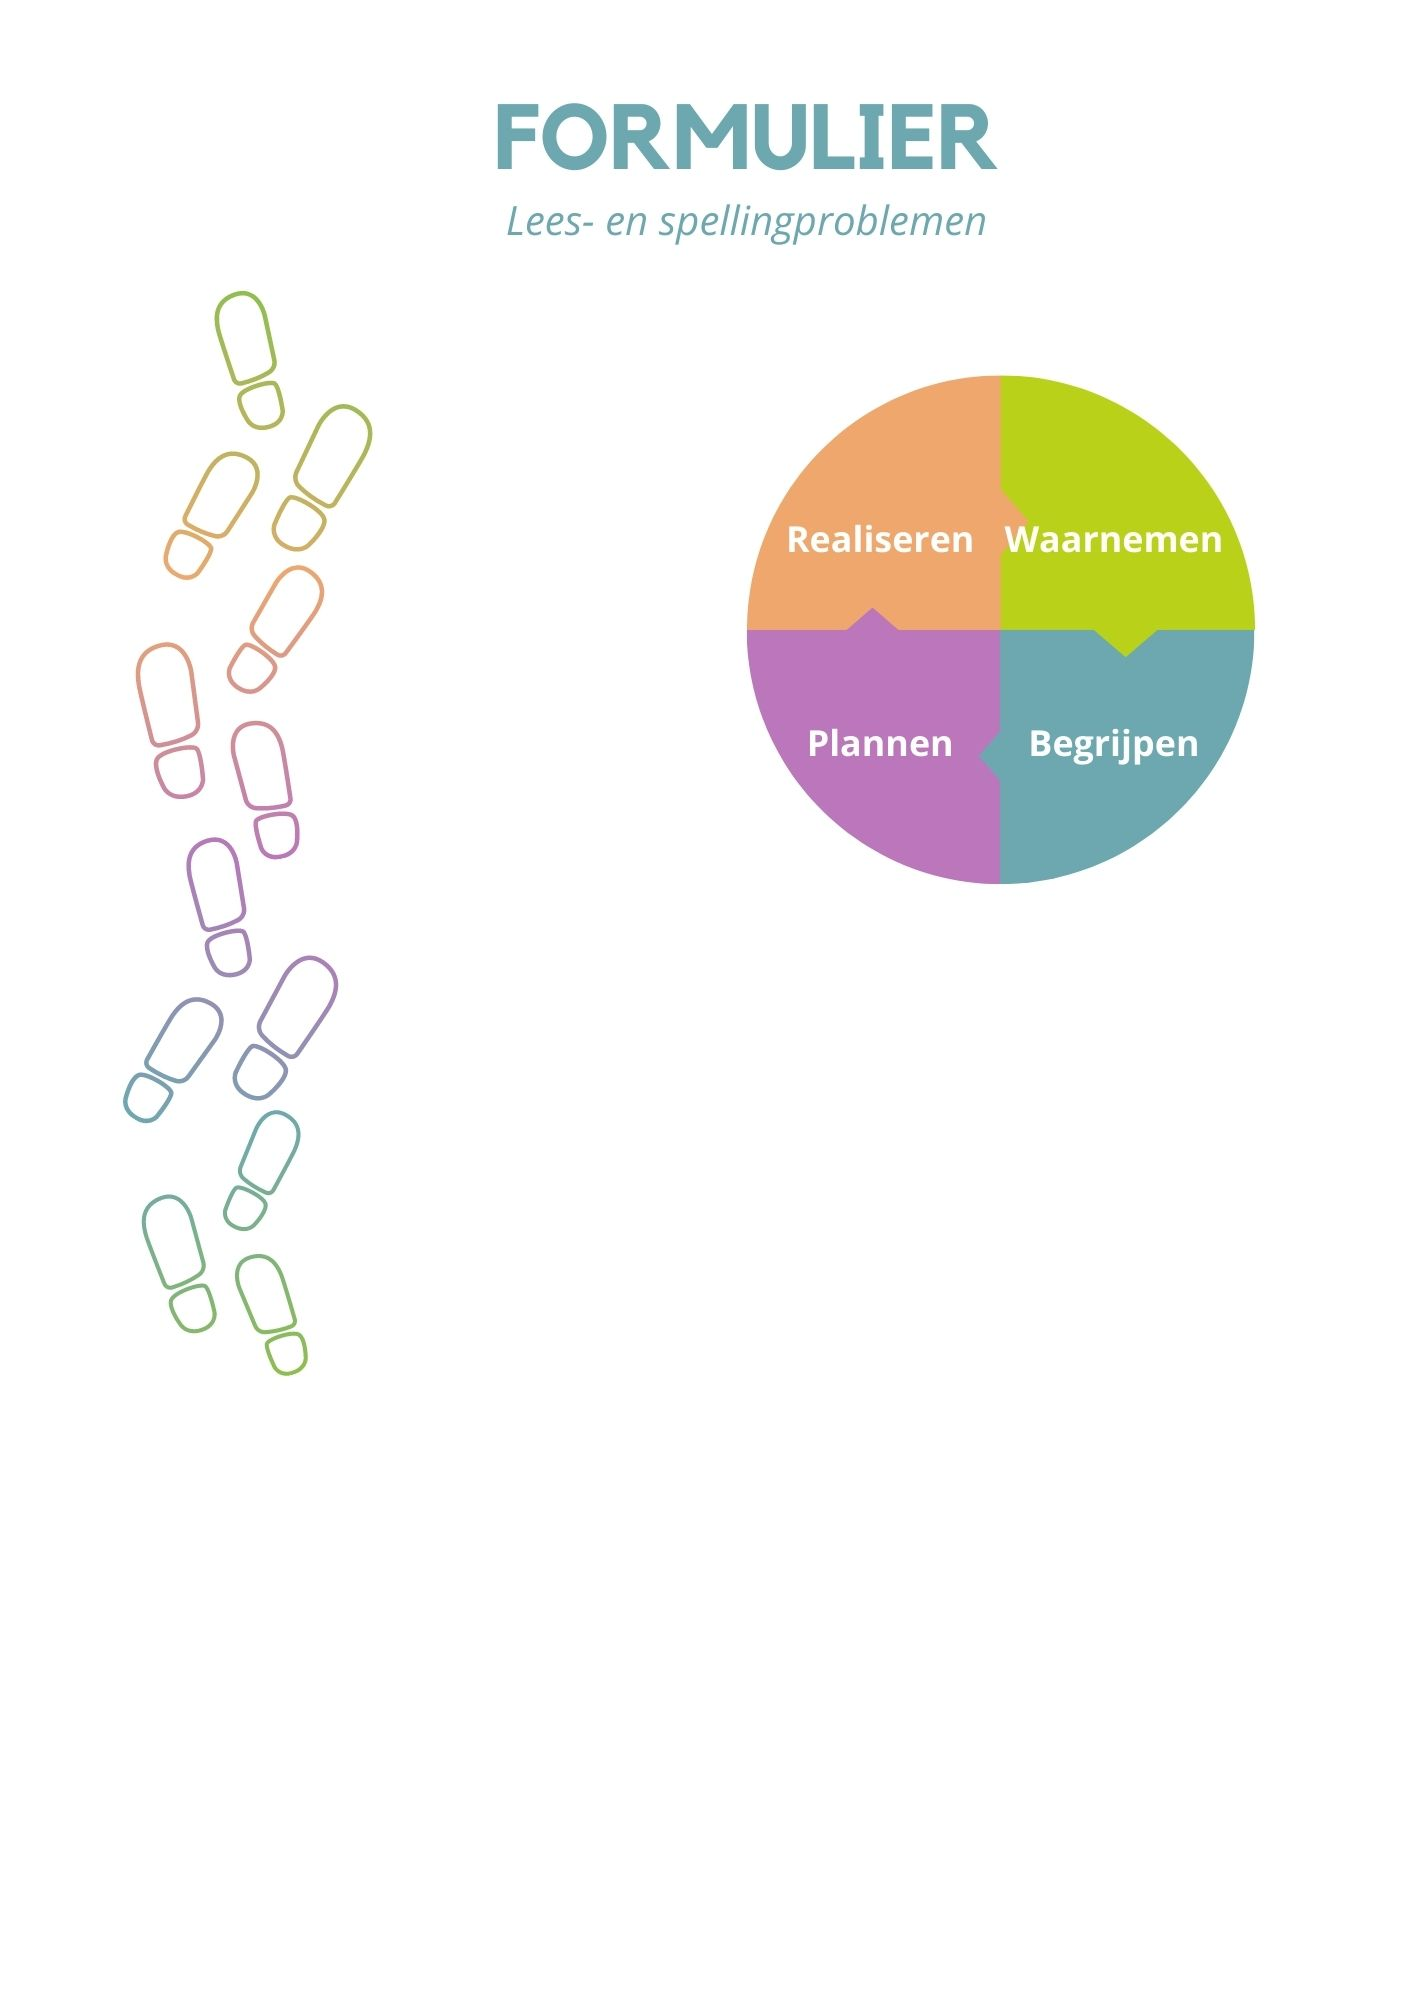 FORMULIER
Lees- en spellingproblemen
Realiseren
Waarnemen
Plannen
Begrijpen